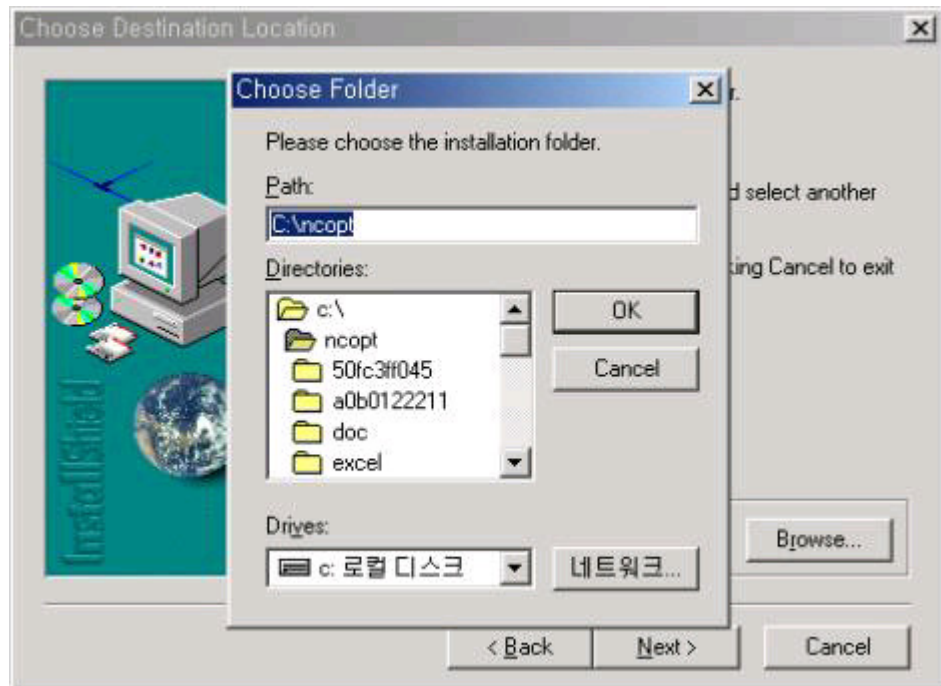 Choose Destination Location
Choose Folder
r.
Please choose the installation folder.
Path:
d select another
C:\ncopt
Directories:
king Cancel to exit
c:\
OK
ncopt
50fc3ff045
Cancel
a0b0122211
doc
excel
InstallShield
Drives:
Browse...
c: 로컬 디스크
네트워크...
< Back
Next >
Cancel